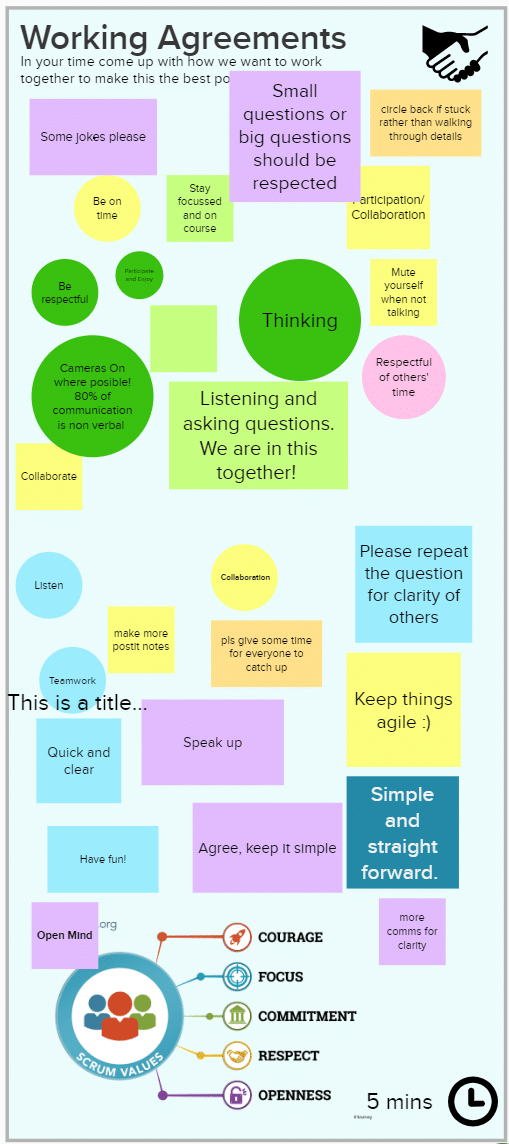 Working Agreements
In your time come up with how we want to work
together to make this the best po
Small
questions or
big questions
should be
respected
circle back if stuck
rather than walking
through details
Some jokes please
Be on
time
Stay
focussed
and on
course
Participation/
Collaboration
Be
respectful
Participate
and Enjoy
Thinking
Mute
yourself
when not
talking
Cameras On
where posible!
80% of
communication
is non verbal
Respectful
of others'
time
Listening and
asking questions.
We are in this
together!
Collaborate
Listen
Collaboration
Please repeat
the question
for clarity of
others
make more
postit notes
pls give some time
for everyone to
catch up
Teamwork
This is a title...
Keep things
agile :)
Quick and
clear
Speak up
Simple
and
straight
forward.
Have fun!
Agree, keep it simple
Open Mind
.org
more
comms for
clarity
COURAGE
FOCUS
COMMITMENT
RESPECT
OPENNESS
SCRUM VALUES
5 mins